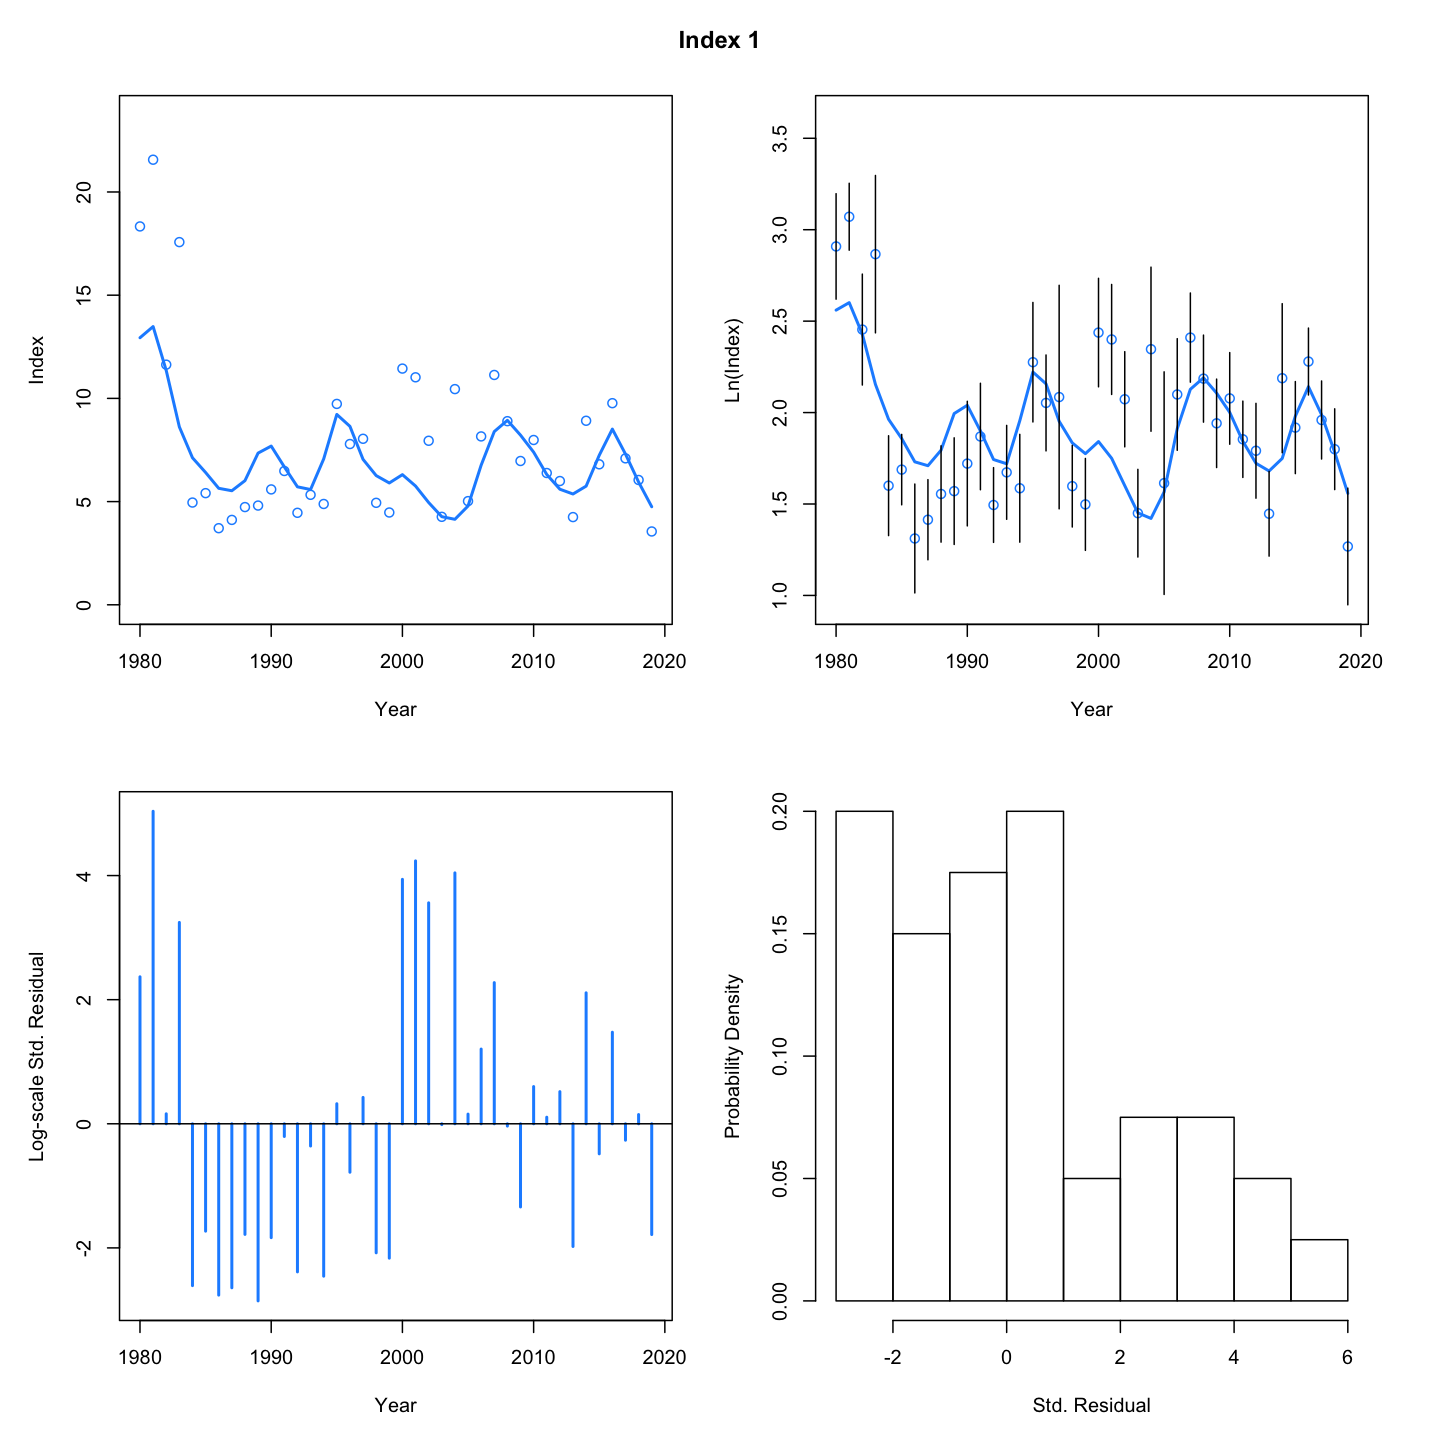 Index 1
Index
20
15
10
5
0
1980 1990 2000 2010 2020
Year
Ln(Index)
3.5
3.0
2.5
2.0
1.5
1.0
1980 1990 2000 2010 2020
Year
Log-scale Std. Residual
4
2
0
-2
1980 1990 2000 2010 2020
Year
Probability Density
0.20
0.15
0.10
0.05
0.00
-2 0 2 4 6
Std. Residual